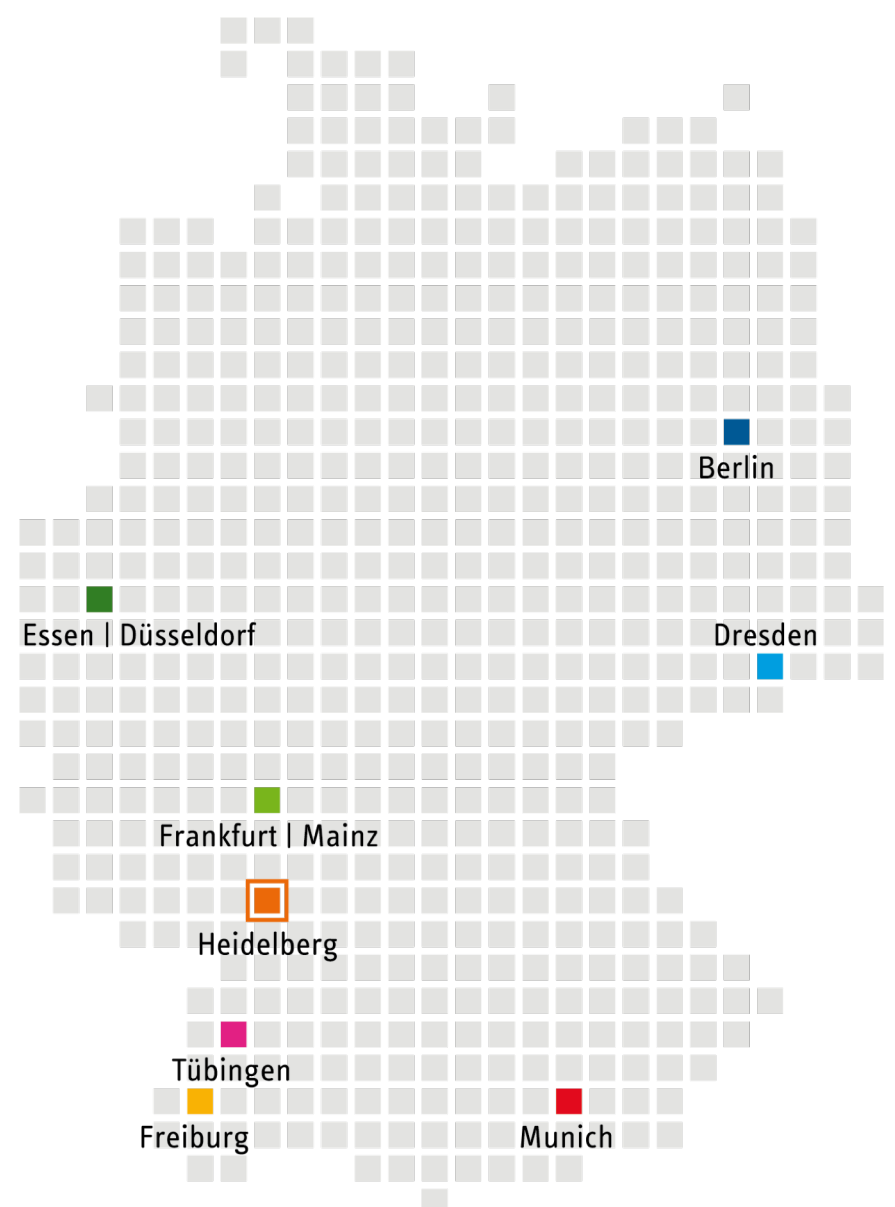 Berlin
Essen | Düsseldorf
Dresden
Frankfurt | Mainz
Heidelberg
Tübingen
Freiburg
Munich